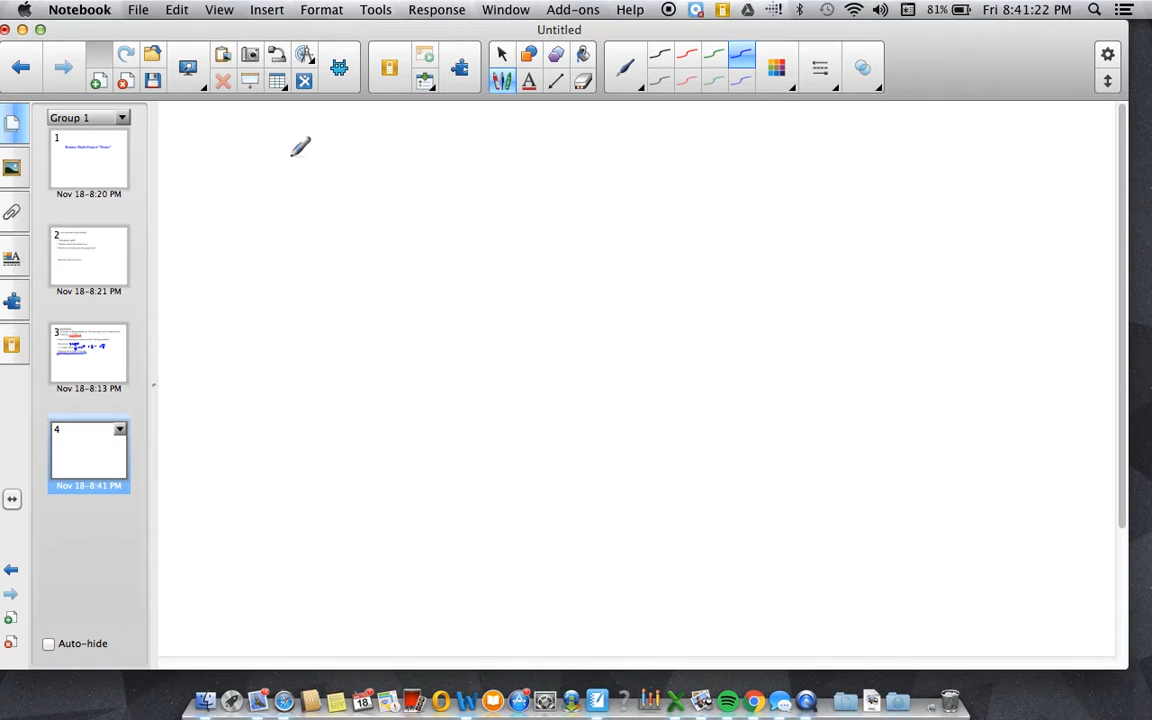 Notebook File Edit View Insert Format Tools Response Window Add-ons Help 81% Fri 8:41:22 PM
Untitled
Group 1
1
Nov 18-8:20 PM
2
Nov 18-8:21 PM
3
Nov 18-8:13 PM
4
Nov 18-8:41 PM
Auto-hide